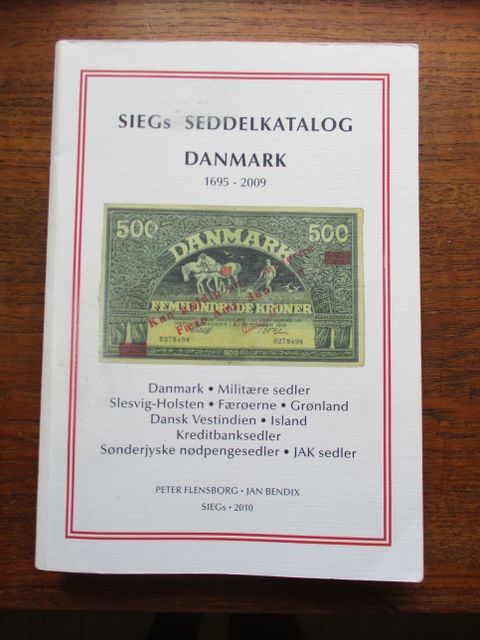 SIEGs SEDDELKATALOG
DANMARK
1695 - 2009
500 500
DANMARK
FEMHUNDREDE KRONER
0278498 0278498
500
Danmark • Militære sedler
Slesvig-Holsten • Færøerne • Grønland
Dansk Vestindien • Island
Kreditbanksedler
Sønderjyske nødpengesedler • JAK sedler
PETER FLENSBORG • JAN BENDIX
SIEGs • 2010